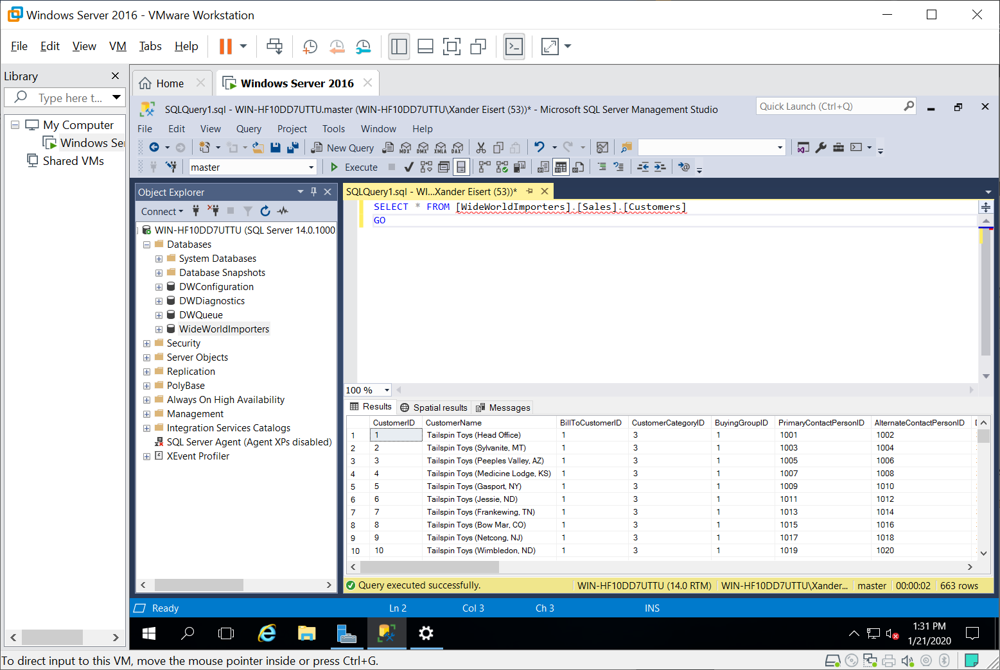 Windows Server 2016 - VMware Workstation
File Edit View VM Tabs Help
Library
Type here t...
My Computer
Windows Ser
Shared VMs
Home
Windows Server 2016
SQLQuery1.sql - WIN-HF10DD7UTTU.master (WIN-HF10DD7UTTU\Xander Eisert (53))* - Microsoft SQL Server Management Studio
Quick Launch (Ctrl+Q)
File Edit View Query Project Tools Window Help
New Query
MDX DMX XMLA DAX
master
Execute
Object Explorer
Connect
WIN-HF10DD7UTTU (SQL Server 14.0.1000
Databases
System Databases
Database Snapshots
DWConfiguration
DWDiagnostics
DWQueue
WideWorldImporters
Security
Server Objects
Replication
PolyBase
Always On High Availability
Management
Integration Services Catalogs
SQL Server Agent (Agent XPs disabled)
XEvent Profiler
SQLQuery1.sql - WI...Xander Eisert (53))*
SELECT * FROM [WideWorldImporters].[Sales].[Customers]
GO
100 %
Results Spatial results Messages
CustomerID CustomerName BillToCustomerID CustomerCategoryID BuyingGroupID PrimaryContactPersonID AlternateContactPersonID
1 1 Tailspin Toys (Head Office) 1 3 1 1001 1002
2 2 Tailspin Toys (Sylvanite, MT) 1 3 1 1003 1004
3 3 Tailspin Toys (Peeples Valley, AZ) 1 3 1 1005 1006
4 4 Tailspin Toys (Medicine Lodge, KS) 1 3 1 1007 1008
5 5 Tailspin Toys (Gasport, NY) 1 3 1 1009 1010
6 6 Tailspin Toys (Jessie, ND) 1 3 1 1011 1012
7 7 Tailspin Toys (Frankewing, TN) 1 3 1 1013 1014
8 8 Tailspin Toys (Bow Mar, CO) 1 3 1 1015 1016
9 9 Tailspin Toys (Netcong, NJ) 1 3 1 1017 1018
10 10 Tailspin Toys (Wimbledon, ND) 1 3 1 1019 1020
Query executed successfully.
WIN-HF10DD7UTTU (14.0 RTM) WIN-HF10DD7UTTU\Xander... master 00:00:02 663 rows
Ready Ln 2 Col 3 Ch 3 INS
1:31 PM
1/21/2020
To direct input to this VM, move the mouse pointer inside or press Ctrl+G.